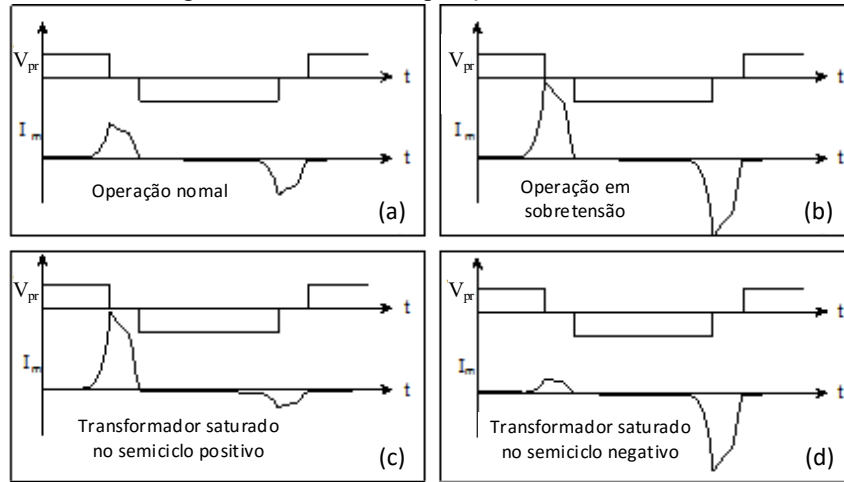 V_pr
t
I_m
t
Operação nomal
(a)
V_pr
t
I_m
t
Operação em
sobretensão
(b)
V_pr
t
I_m
t
Transformador saturado
no semiciclo positivo
(c)
V_pr
t
I_m
t
Transformador saturado
no semiciclo negativo
(d)